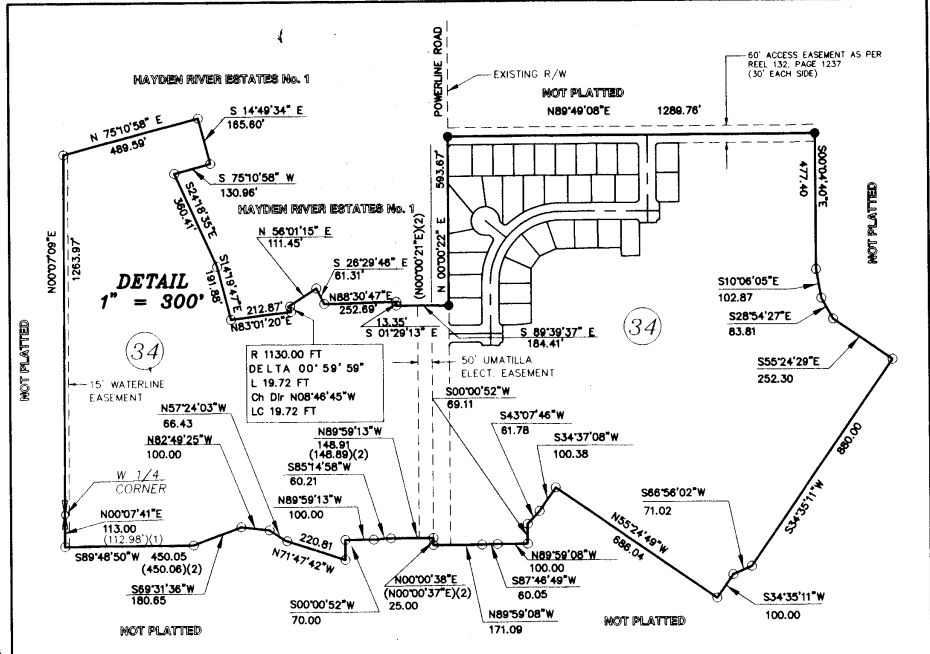 HAYDEN RIVER ESTATES No. 1
POWERLINE ROAD
EXISTING R/W
60' ACCESS EASEMENT AS PER
REEL 132, PAGE 1237
(30' EACH SIDE)
NOT PLATTED
N89°49'08"E 1289.76'
S 14°49'34" E
165.60'
N 75°10'58" E
489.59'
S 75°10'58" W
130.96'
593.67'
N 00°00'22" E
(N00°00'21"E)(2)
S00°04'40"E
477.40
NOT PLATTED
HAYDEN RIVER ESTATES No. 1
S24°18'35"E
360.41'
N 56°01'15" E
111.45'
S 26°29'46" E
61.31'
N00°07'09"E
1263.97'
DETAIL
1" = 300'
S14°19'47"E
191.88'
212.87'
N83°01'20"E
N88°30'47"E
252.69'
13.35'
S 01°29'13" E
S 89°39'37" E
184.41'
S10°06'05"E
102.87
S28°54'27"E
83.81
S55°24'29"E
252.30
34
34
NOT PLATTED
R 1130.00 FT
DELTA 00° 59' 59"
L 19.72 FT
Ch Dir N08°46'45"W
LC 19.72 FT
50' UMATILLA
ELECT. EASEMENT
15' WATERLINE
EASEMENT
S00°00'52"W
69.11
N57°24'03"W
66.43
N82°49'25"W
100.00
N89°59'13"W
148.91
(148.89)(2)
S43°07'46"W
61.78
S34°37'08"W
100.38
880.00
S34°35'11"W
S85°14'58"W
60.21
W 1/4
CORNER
N89°59'13"W
100.00
S66°56'02"W
71.02
N00°07'41"E
113.00
(112.98')(1)
220.81
N71°47'42"W
N55°24'49"W
686.04
S89°48'50"W 450.05
(450.06)(2)
N89°59'08"W
100.00
S69°31'36"W
180.65
S00°00'52"W
70.00
N00°00'38"E
(N00°00'37"E)(2)
25.00
S87°46'49"W
60.05
S34°35'11"W
100.00
N89°59'08"W
171.09
NOT PLATTED
NOT PLATTED